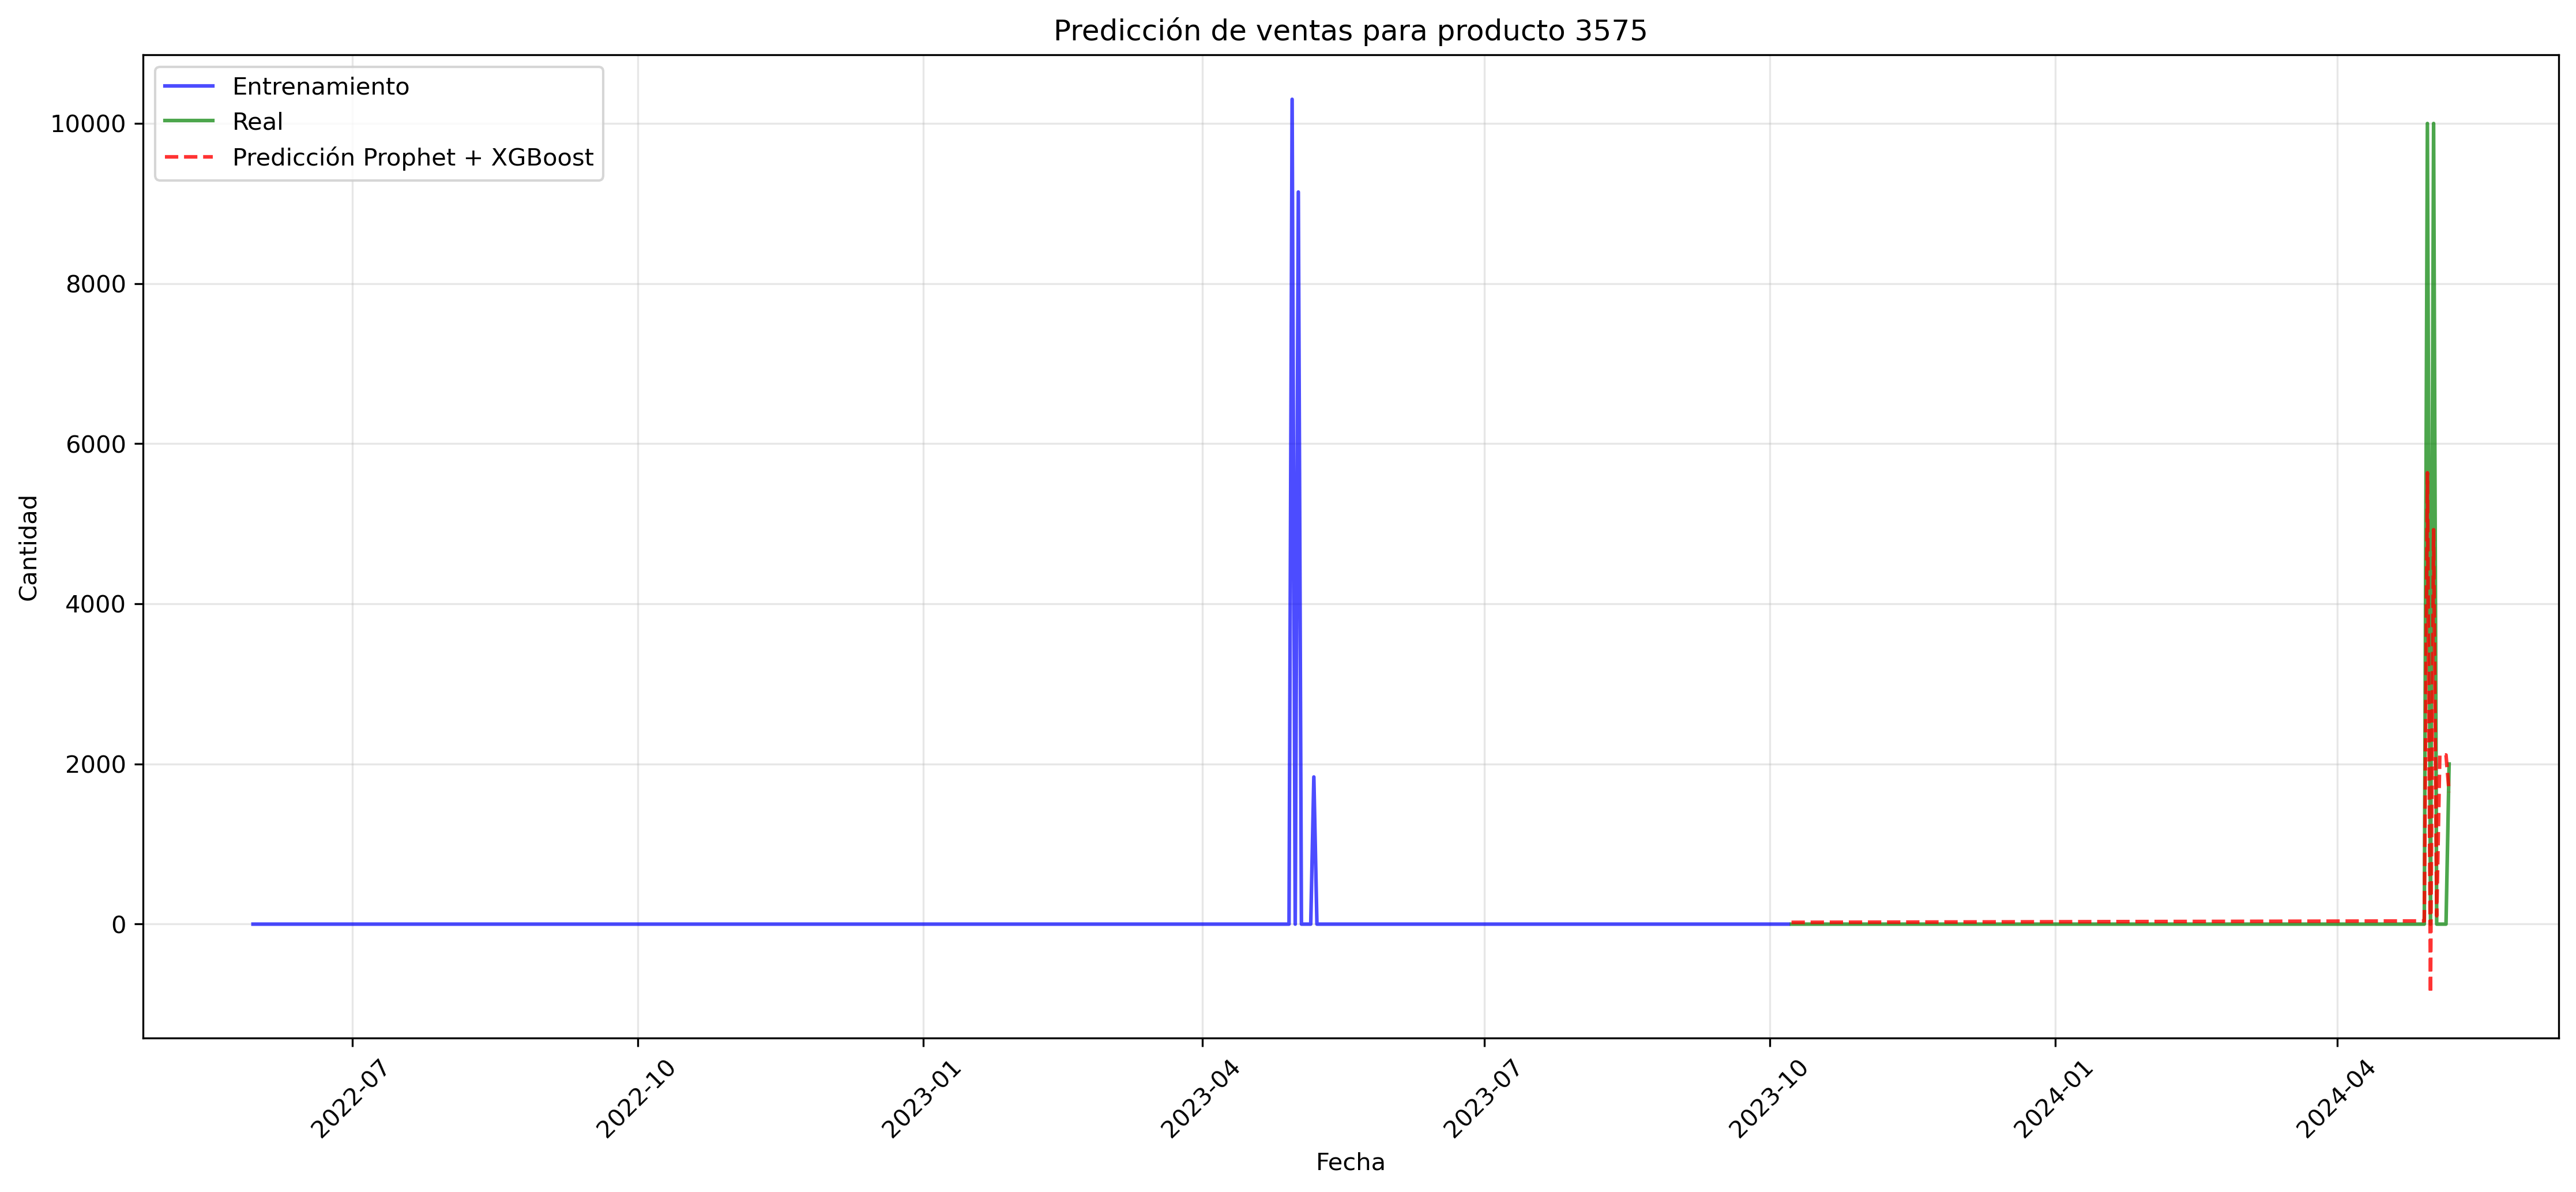 Predicción de ventas para producto 3575
Entrenamiento
Real
Predicción Prophet + XGBoost
10000
8000
6000
4000
2000
0
Cantidad
2022-07
2022-10
2023-01
2023-04
2023-07
2023-10
2024-01
2024-04
Fecha